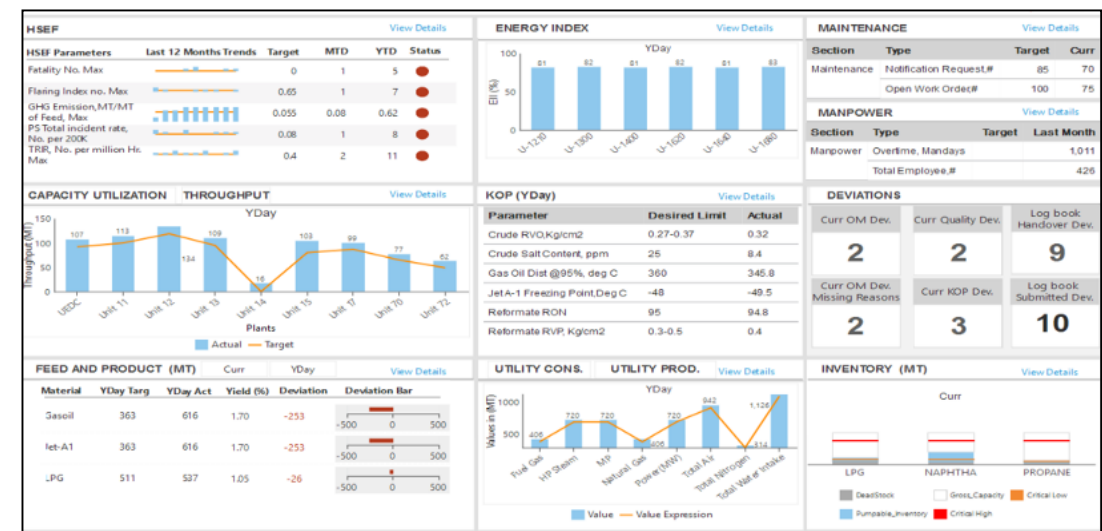 HSEF View Details
HSEF Parameters Last 12 Months Trends Target MTD YTD Status
Fatality No. Max 0 1 5
Flaring Index no. Max 0.65 1 7
GHG Emission,MT/MT
of Feed, Max 0.055 0.08 0.62
PS Total incident rate,
No. per 200K 0.08 1 8
TRIR, No. per million Hr.
Max 0.4 2 11
ENERGY INDEX View Details
YDay
EII (%)
100
50
0
81 82 81 82 81 83
U-1210 U-1300 U-1400 U-1620 U-1640 U-1680
MAINTENANCE View Details
Section Type Target Curr
Maintenance Notification Request,# 85 70
Open Work Order,# 100 75
MANPOWER View Details
Section Type Target Last Month
Manpower Overtime, Mandays 1,011
Total Employee,# 426
CAPACITY UTILIZATION THROUGHPUT View Details
YDay
Throughput (MT)
150
100
50
0
107 113 134 109 16 103 99 77 62
UEDC Unit 11 Unit 12 Unit 13 Unit 14 Unit 15 Unit 17 Unit 70 Unit 72
Plants
Actual Target
KOP (YDay) View Details
Parameter Desired Limit Actual
Crude RVO,Kg/cm2 0.27-0.37 0.32
Crude Salt Content, ppm 25 8.4
Gas Oil Dist @95%, deg C 360 345.8
JetA-1 Freezing Point,Deg C -48 -49.5
Reformate RON 95 94.8
Reformate RVP, Kg/cm2 0.3-0.5 0.4
DEVIATIONS
Curr OM Dev. Curr Quality Dev. Log book
Handover Dev.
2 2 9
Curr OM Dev.
Missing Reasons Curr KOP Dev. Log book
Submitted Dev.
2 3 10
FEED AND PRODUCT (MT) Curr YDay View Details
Material YDay Targ YDay Act Yield (%) Deviation Deviation Bar
Gasoil 363 616 1.70 -253
-500 0 500
Jet-A1 363 616 1.70 -253
-500 0 500
LPG 511 537 1.05 -26
-500 0 500
UTILITY CONS. UTILITY PROD. View Details
YDay
Values in (MT)
1000
500
406 720 720 406 720 942 314 1,126
Fuel Gas HP Steam MP Natural Gas Power(MW) Total Air Total Nitrogen Total Water Intake
Value Value Expression
INVENTORY (MT) View Details
Curr
LPG NAPHTHA PROPANE
DeadStock Gross_Capacity Critical Low
Pumpable_Inventory Critical High